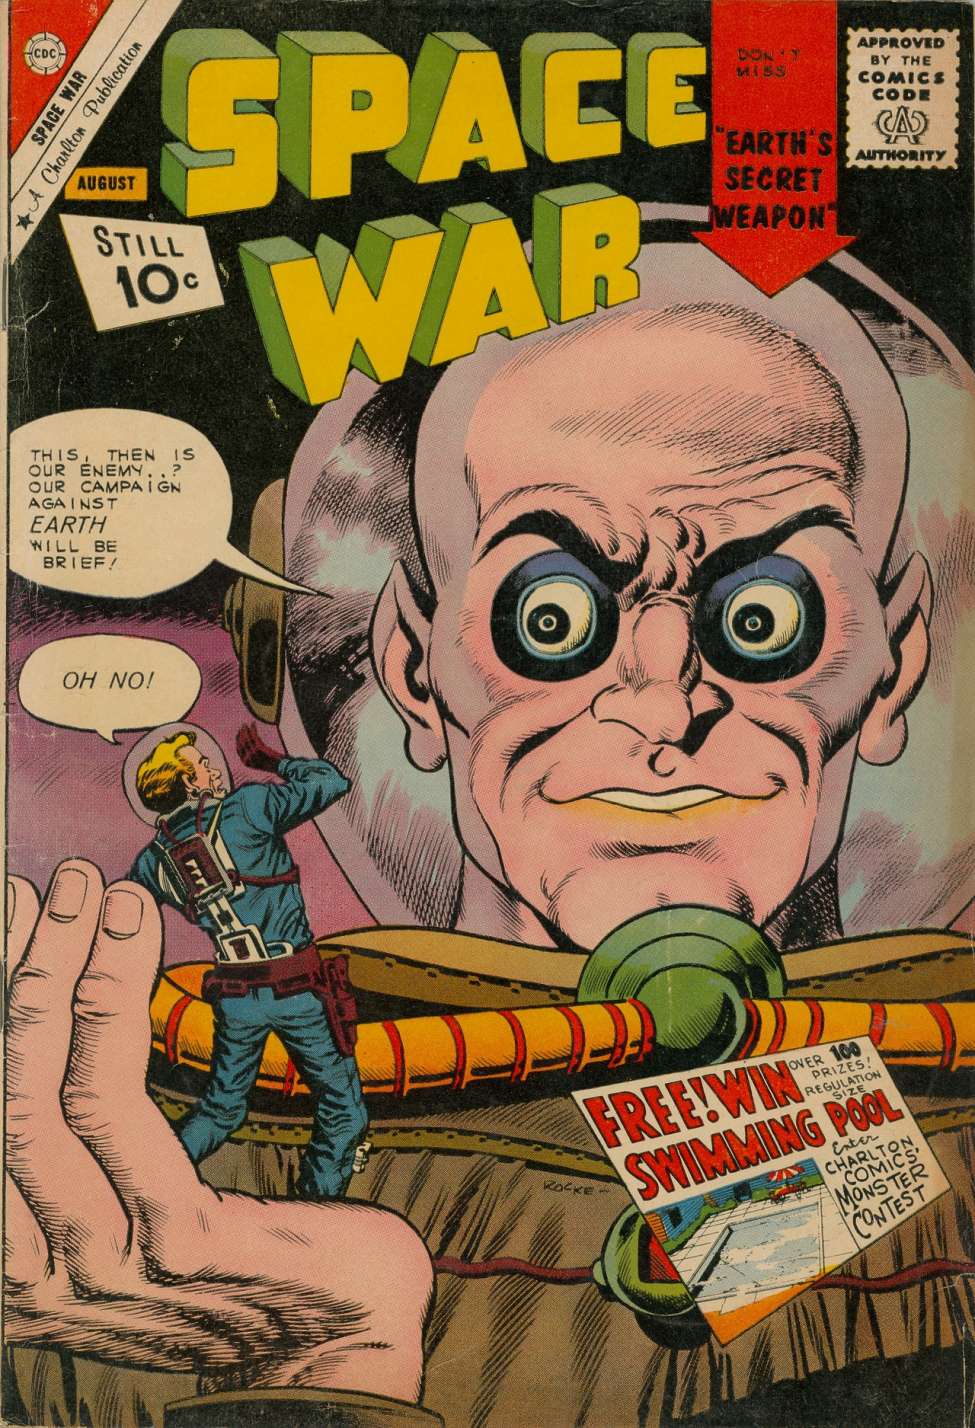 CDC
SPACE WAR
A Charlton Publication
AUGUST
STILL
10c
SPACE
WAR
DON'T
MISS
"EARTH'S
SECRET
WEAPON"
APPROVED
BY THE
COMICS
CODE
CA
AUTHORITY
THIS, THEN IS
OUR ENEMY..?
OUR CAMPAIGN
AGAINST
EARTH
WILL BE
BRIEF!
OH NO!
FREE! WIN
SWIMMING POOL
OVER 100
PRIZES!
REGULATION
SIZE
Enter
CHARLTON
COMICS'
MONSTER
CONTEST
ROCKE